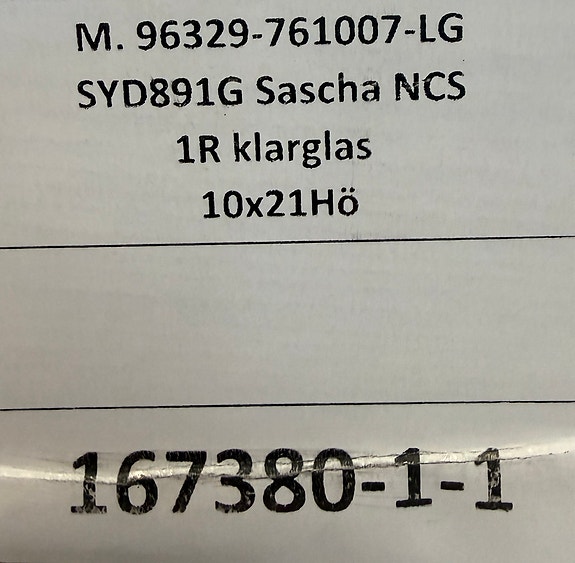 M. 96329-761007-LG
SYD891G Sascha NCS
1R klarglas
10x21Hö
167380-1-1